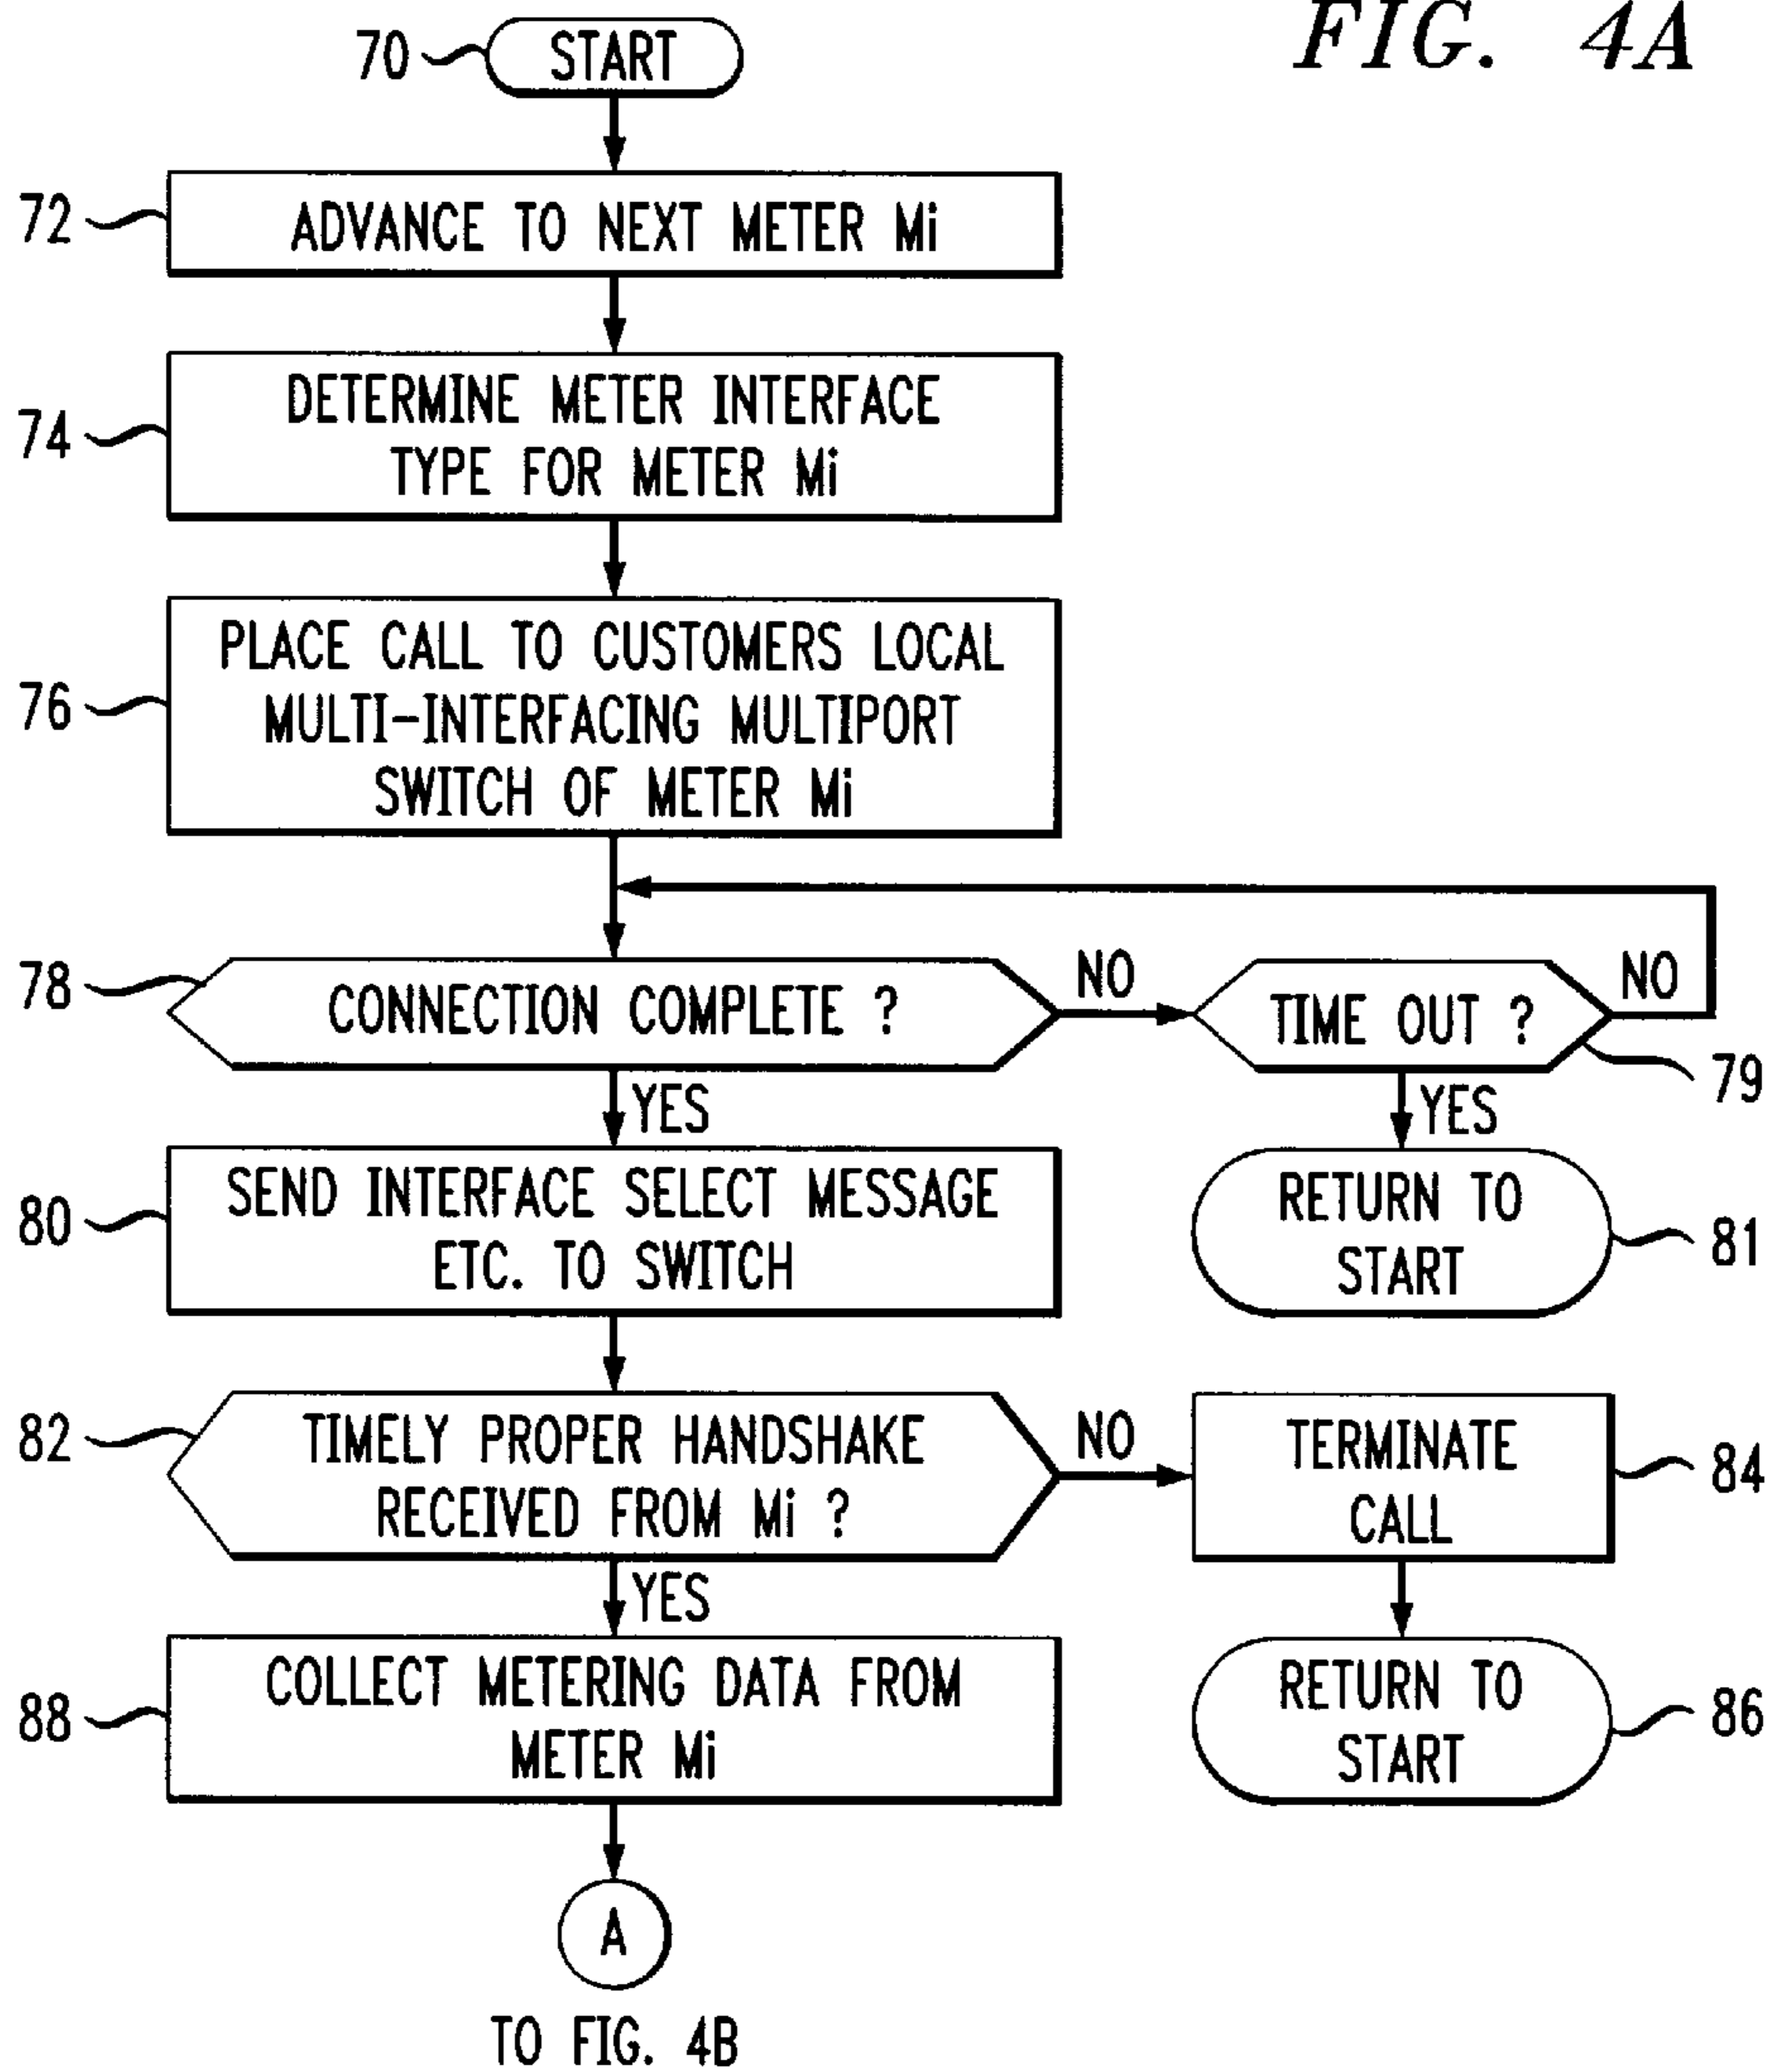 FIG. 4A
70
START
72
ADVANCE TO NEXT METER Mi
74
DETERMINE METER INTERFACE
TYPE FOR METER Mi
76
PLACE CALL TO CUSTOMERS LOCAL
MULTI-INTERFACING MULTIPORT
SWITCH OF METER Mi
78
CONNECTION COMPLETE ?
NO
TIME OUT ?
NO
79
YES
YES
80
SEND INTERFACE SELECT MESSAGE
ETC. TO SWITCH
RETURN TO
START
81
82
TIMELY PROPER HANDSHAKE
RECEIVED FROM Mi ?
NO
TERMINATE
CALL
84
YES
88
COLLECT METERING DATA FROM
METER Mi
RETURN TO
START
86
A
TO FIG. 4B